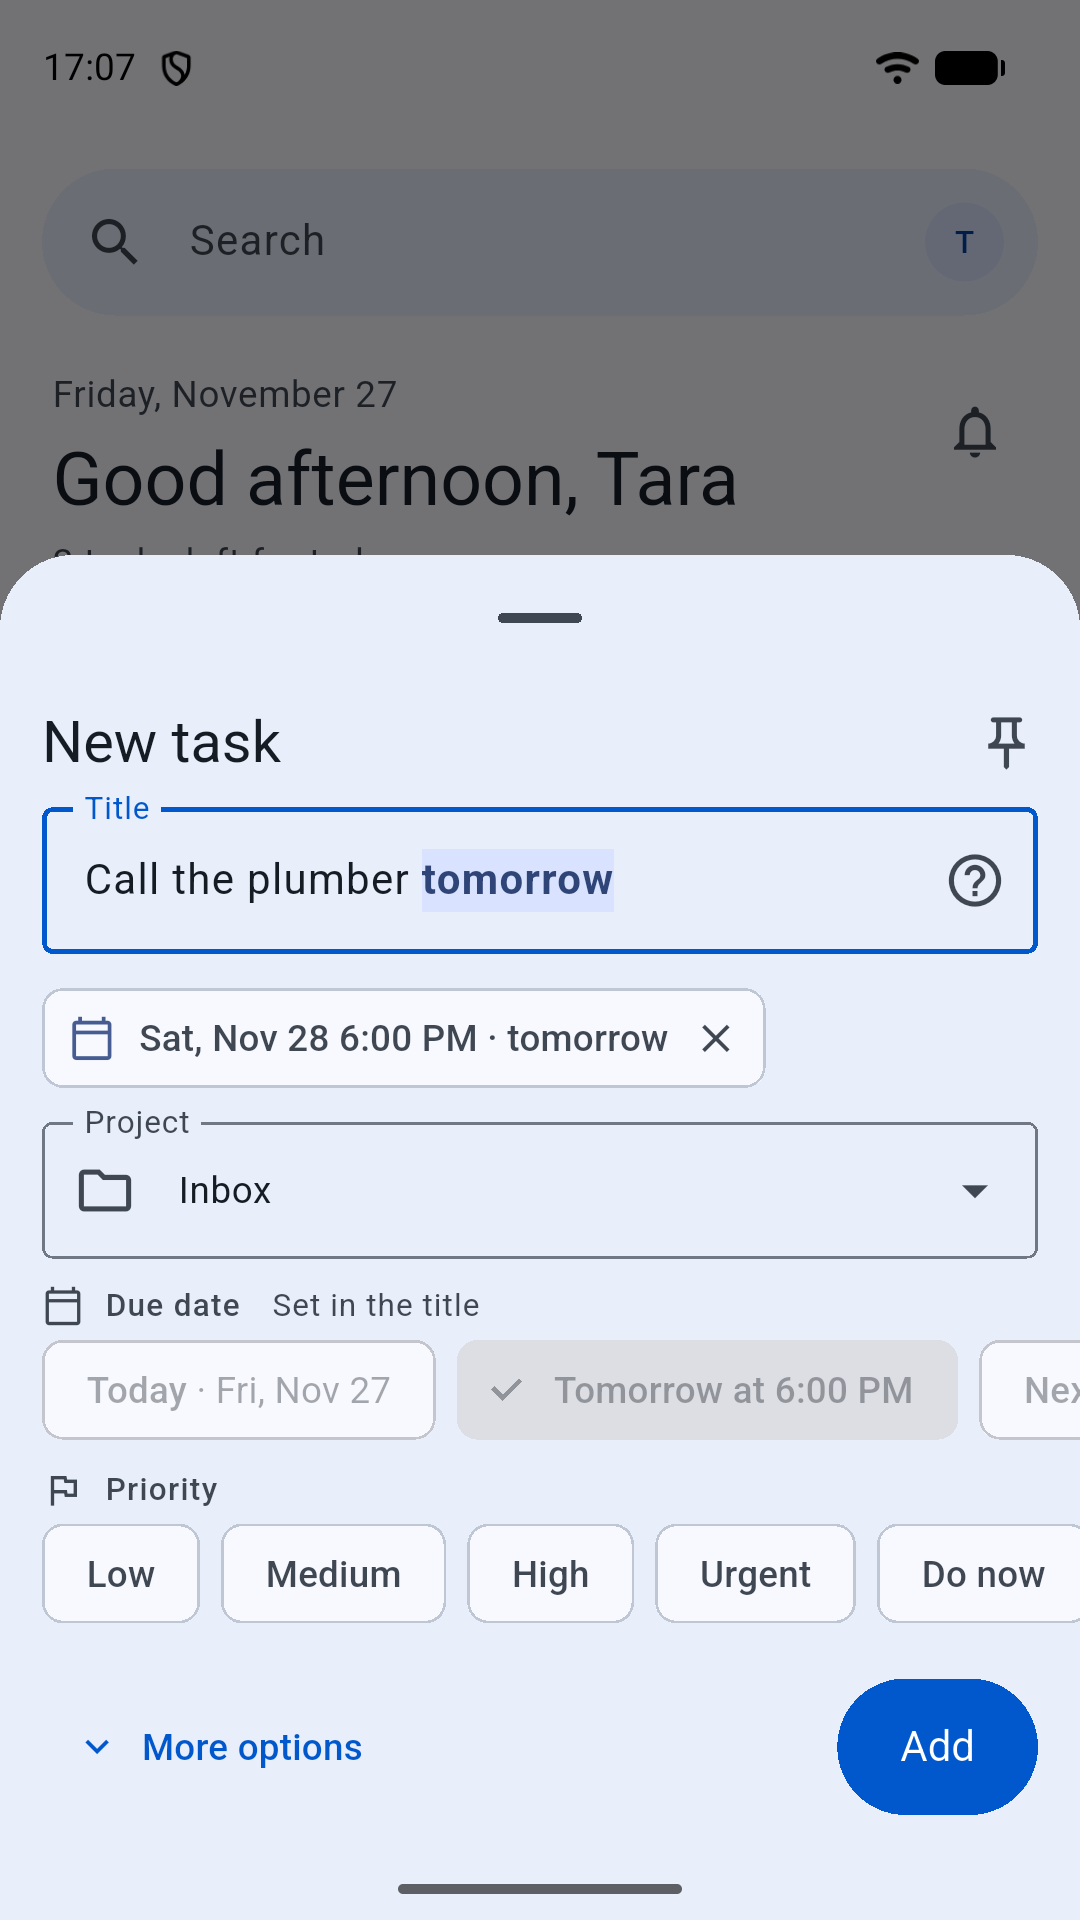 17:07
Search
T
Friday, November 27
Good afternoon, Tara
New task
Title
Call the plumber tomorrow
Sat, Nov 28 6:00 PM · tomorrow
Project
Inbox
Due date Set in the title
Today · Fri, Nov 27 Tomorrow at 6:00 PM
Priority
Low Medium High Urgent Do now
More options Add